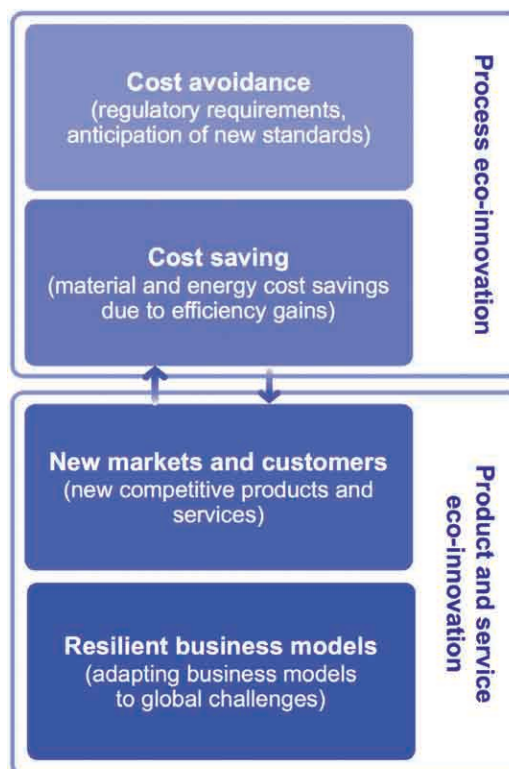 Cost avoidance
(regulatory requirements,
anticipation of new standards)
Cost saving
(material and energy cost savings
due to efficiency gains)
Process eco-innovation
New markets and customers
(new competitive products and
services)
Resilient business models
(adapting business models
to global challenges)
Product and service
eco-innovation